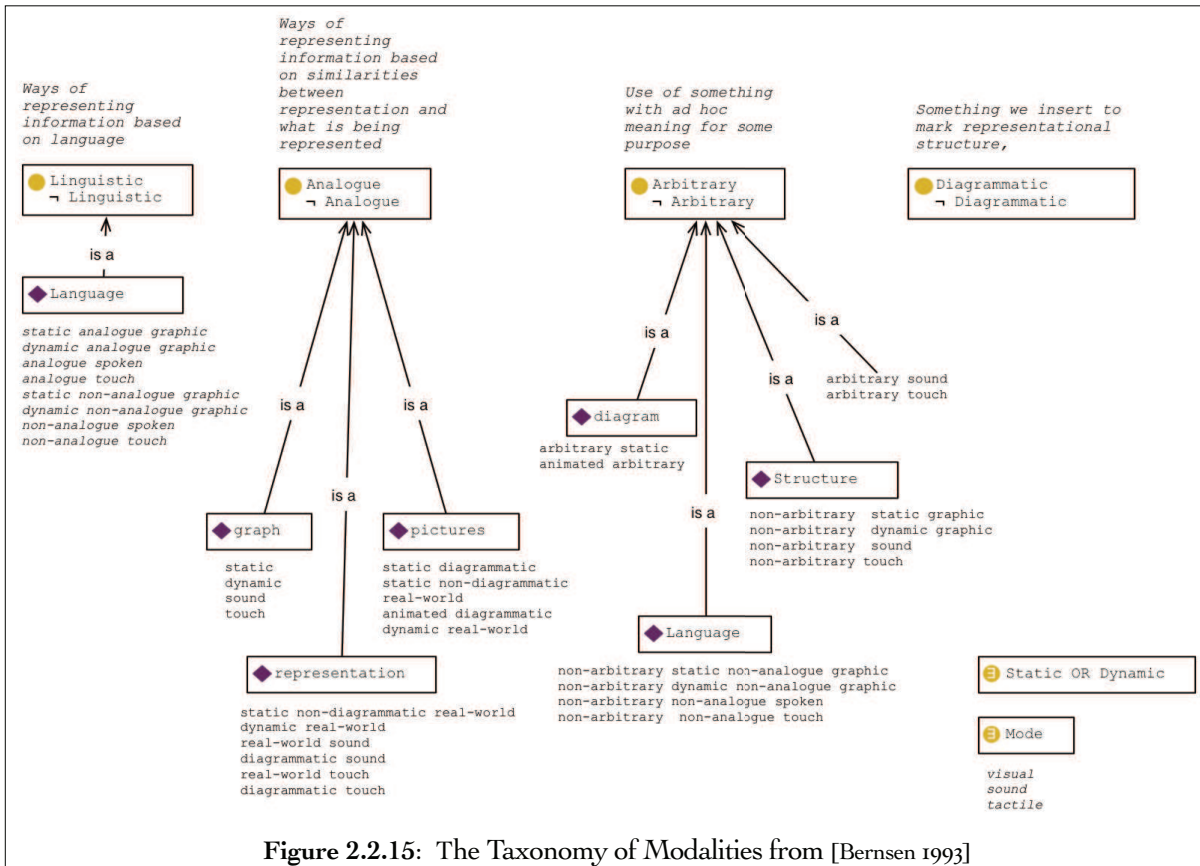 Ways of
representing
information based
on language
Linguistic
¬ Linguistic
is a
Language
static analogue graphic
dynamic analogue graphic
analogue spoken
analogue touch
static non-analogue graphic
dynamic non-analogue graphic
non-analogue spoken
non-analogue touch
Ways of
representing
information based
on similarities
between
representation and
what is being
represented
Analogue
¬ Analogue
is a
is a
is a
graph
static
dynamic
sound
touch
pictures
static diagrammatic
static non-diagrammatic
real-world
animated diagrammatic
dynamic real-world
representation
static non-diagrammatic real-world
dynamic real-world
real-world sound
diagrammatic sound
real-world touch
diagrammatic touch
Use of something
with ad hoc
meaning for some
purpose
Arbitrary
¬ Arbitrary
is a
is a
is a
is a
diagram
arbitrary static
animated arbitrary
arbitrary sound
arbitrary touch
Structure
non-arbitrary static graphic
non-arbitrary dynamic graphic
non-arbitrary sound
non-arbitrary touch
Language
non-arbitrary static non-analogue graphic
non-arbitrary dynamic non-analogue graphic
non-arbitrary non-analogue spoken
non-arbitrary non-analogue touch
Something we insert to
mark representational
structure,
Diagrammatic
¬ Diagrammatic
∃ Static OR Dynamic
∃ Mode
visual
sound
tactile
Figure 2.2.15: The Taxonomy of Modalities from [Bernsen 1993]